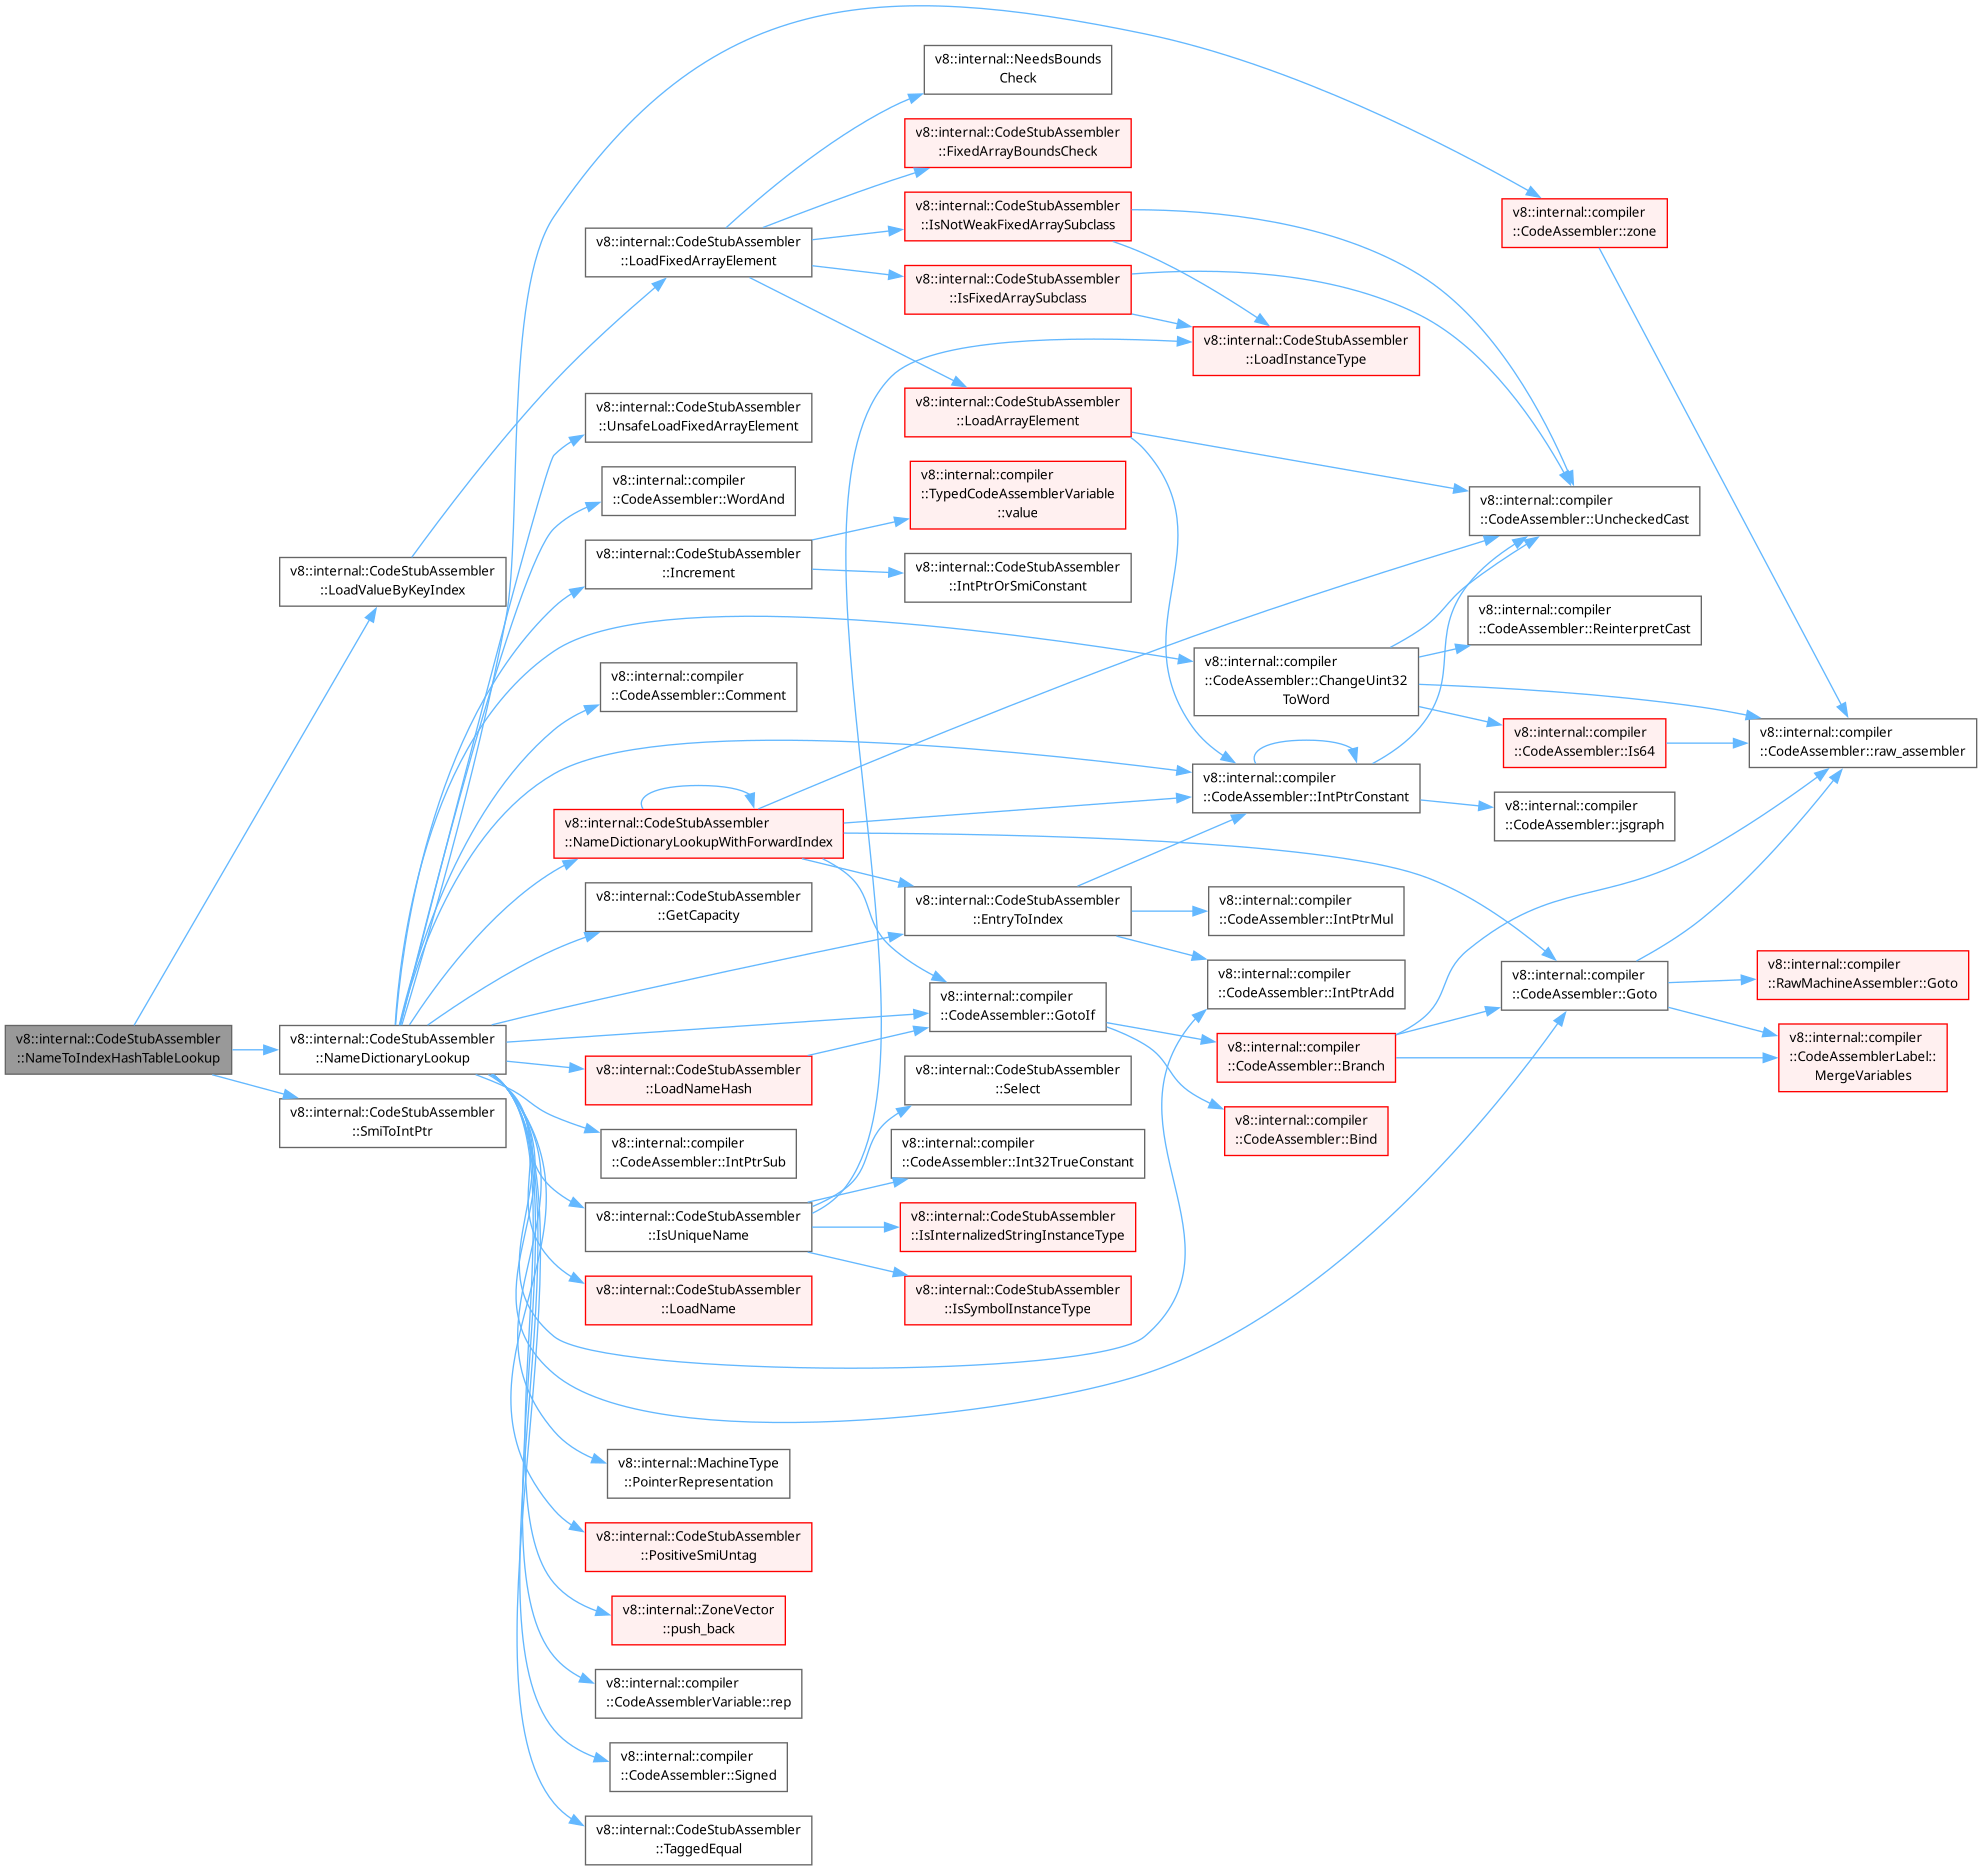 v8::internal::CodeStubAssembler
::NameToIndexHashTableLookup
v8::internal::CodeStubAssembler
::LoadValueByKeyIndex
v8::internal::CodeStubAssembler
::NameDictionaryLookup
v8::internal::CodeStubAssembler
::SmiToIntPtr
v8::internal::CodeStubAssembler
::LoadFixedArrayElement
v8::internal::CodeStubAssembler
::UnsafeLoadFixedArrayElement
v8::internal::compiler
::CodeAssembler::WordAnd
v8::internal::CodeStubAssembler
::Increment
v8::internal::compiler
::CodeAssembler::Comment
v8::internal::CodeStubAssembler
::NameDictionaryLookupWithForwardIndex
v8::internal::CodeStubAssembler
::GetCapacity
v8::internal::CodeStubAssembler
::LoadNameHash
v8::internal::compiler
::CodeAssembler::IntPtrSub
v8::internal::CodeStubAssembler
::IsUniqueName
v8::internal::CodeStubAssembler
::LoadName
v8::internal::MachineType
::PointerRepresentation
v8::internal::CodeStubAssembler
::PositiveSmiUntag
v8::internal::ZoneVector
::push_back
v8::internal::compiler
::CodeAssemblerVariable::rep
v8::internal::compiler
::CodeAssembler::Signed
v8::internal::CodeStubAssembler
::TaggedEqual
v8::internal::NeedsBounds
Check
v8::internal::CodeStubAssembler
::FixedArrayBoundsCheck
v8::internal::CodeStubAssembler
::IsNotWeakFixedArraySubclass
v8::internal::CodeStubAssembler
::IsFixedArraySubclass
v8::internal::CodeStubAssembler
::LoadArrayElement
v8::internal::compiler
::TypedCodeAssemblerVariable
::value
v8::internal::CodeStubAssembler
::IntPtrOrSmiConstant
v8::internal::CodeStubAssembler
::EntryToIndex
v8::internal::compiler
::CodeAssembler::GotoIf
v8::internal::CodeStubAssembler
::Select
v8::internal::compiler
::CodeAssembler::Int32TrueConstant
v8::internal::CodeStubAssembler
::IsInternalizedStringInstanceType
v8::internal::CodeStubAssembler
::IsSymbolInstanceType
v8::internal::CodeStubAssembler
::LoadInstanceType
v8::internal::compiler
::CodeAssembler::ChangeUint32
ToWord
v8::internal::compiler
::CodeAssembler::IntPtrConstant
v8::internal::compiler
::CodeAssembler::IntPtrMul
v8::internal::compiler
::CodeAssembler::IntPtrAdd
v8::internal::compiler
::CodeAssembler::Branch
v8::internal::compiler
::CodeAssembler::Bind
v8::internal::compiler
::CodeAssembler::zone
v8::internal::compiler
::CodeAssembler::UncheckedCast
v8::internal::compiler
::CodeAssembler::ReinterpretCast
v8::internal::compiler
::CodeAssembler::Is64
v8::internal::compiler
::CodeAssembler::jsgraph
v8::internal::compiler
::CodeAssembler::Goto
v8::internal::compiler
::CodeAssembler::raw_assembler
v8::internal::compiler
::RawMachineAssembler::Goto
v8::internal::compiler
::CodeAssemblerLabel::
MergeVariables